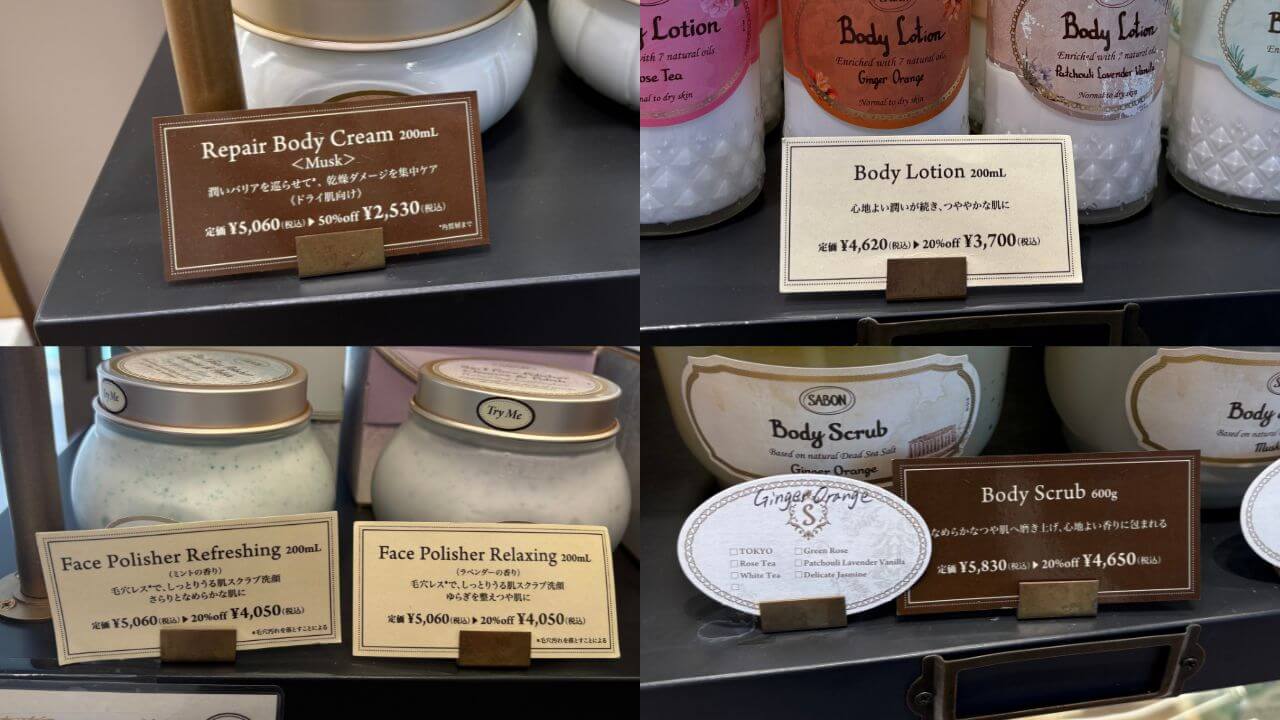 Repair Body Cream 200mL
<Musk>
潤いバリアを巡らせて*、乾燥ダメージを集中ケア
《ドライ肌向け》
定価 ¥5,060(税込)▶50%off ¥2,530(税込)
*角質層まで
Body Lotion
Enriched with 7 natural oils
Rose Tea
Normal to dry skin
Body Lotion
Enriched with 7 natural oils
Ginger Orange
Normal to dry skin
Body Lotion
Enriched with 7 natural oils
Patchouli Lavender Vanilla
Normal to dry skin
Body Lotion 200mL
心地よい潤いが続き、つややかな肌に
定価 ¥4,620(税込)▶20%off ¥3,700(税込)
Try Me
Try Me
Face Polisher Refreshing 200mL
(ミントの香り)
毛穴レス*で、しっとりうる肌スクラブ洗顔
さらりとなめらかな肌に
定価 ¥5,060(税込)▶20%off ¥4,050(税込)
*毛穴汚れを落とすことによる
Face Polisher Relaxing 200mL
(ラベンダーの香り)
毛穴レス*で、しっとりうる肌スクラブ洗顔
ゆらぎを整えつや肌に
定価 ¥5,060(税込)▶20%off ¥4,050(税込)
*毛穴汚れを落とすことによる
SABON
Body Scrub
Based on natural Dead Sea Salt
Ginger Orange
Body
Based on natural
Mus
Ginger Orange
S
□TOKYO □Green Rose
□Rose Tea □Patchouli Lavender Vanilla
□White Tea □Delicate Jasmine
□
Body Scrub 600g
なめらかなつや肌へ磨き上げ、心地よい香りに包まれる
定価 ¥5,830(税込)▶20%off ¥4,650(税込)